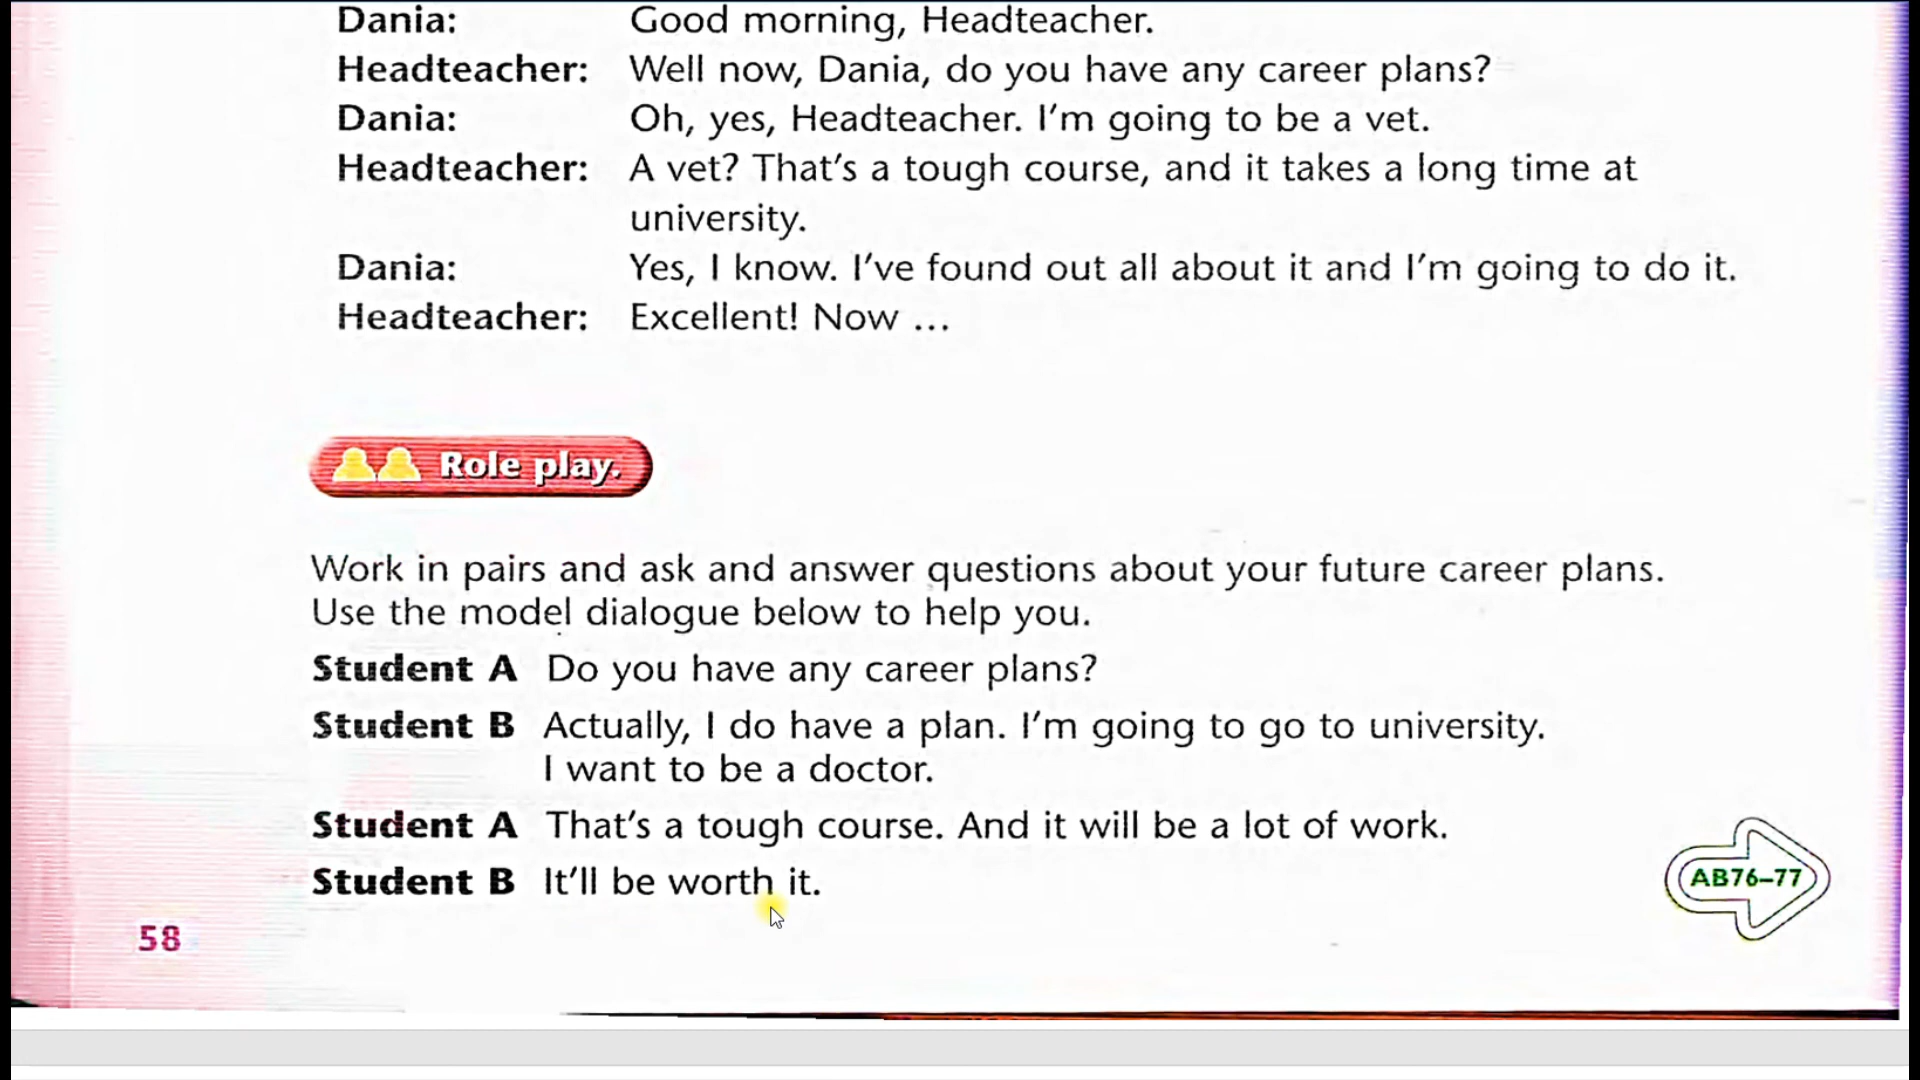 Dania: Good morning, Headteacher.
Headteacher: Well now, Dania, do you have any career plans?
Dania: Oh, yes, Headteacher. I'm going to be a vet.
Headteacher: A vet? That's a tough course, and it takes a long time at
university.
Dania: Yes, I know. I've found out all about it and I'm going to do it.
Headteacher: Excellent! Now ...
Role play.
Work in pairs and ask and answer questions about your future career plans.
Use the model dialogue below to help you.
Student A Do you have any career plans?
Student B Actually, I do have a plan. I'm going to go to university.
I want to be a doctor.
Student A That's a tough course. And it will be a lot of work.
Student B It'll be worth it.
AB76–77
58